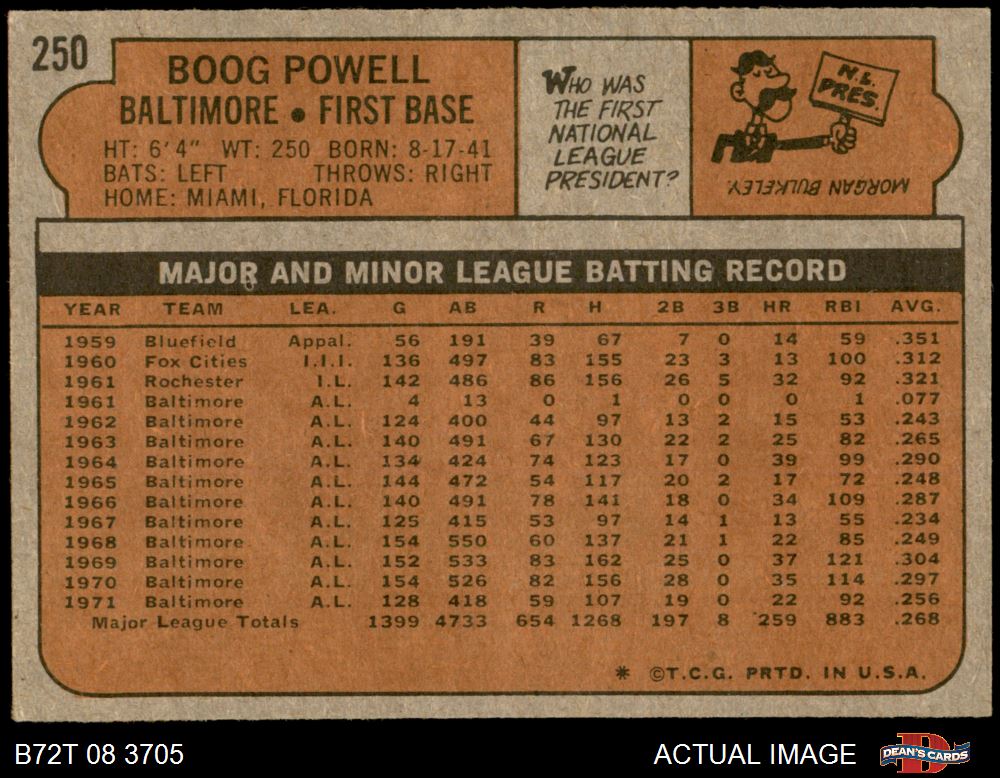 250
BOOG POWELL
BALTIMORE • FIRST BASE
HT: 6'4" WT: 250 BORN: 8-17-41
BATS: LEFT THROWS: RIGHT
HOME: MIAMI, FLORIDA
WHO WAS
THE FIRST
NATIONAL
LEAGUE
PRESIDENT?
N.L.
PRES.
MORGAN BULKELEY
MAJOR AND MINOR LEAGUE BATTING RECORD
YEAR TEAM LEA. G AB R H 2B 3B HR RBI AVG.
1959 Bluefield Appal. 56 191 39 67 7 0 14 59 .351
1960 Fox Cities I.I.I. 136 497 83 155 23 3 13 100 .312
1961 Rochester I.L. 142 486 86 156 26 5 32 92 .321
1961 Baltimore A.L. 4 13 0 1 0 0 0 1 .077
1962 Baltimore A.L. 124 400 44 97 13 2 15 53 .243
1963 Baltimore A.L. 140 491 67 130 22 2 25 82 .265
1964 Baltimore A.L. 134 424 74 123 17 0 39 99 .290
1965 Baltimore A.L. 144 472 54 117 20 2 17 72 .248
1966 Baltimore A.L. 140 491 78 141 18 0 34 109 .287
1967 Baltimore A.L. 125 415 53 97 14 1 13 55 .234
1968 Baltimore A.L. 154 550 60 137 21 1 22 85 .249
1969 Baltimore A.L. 152 533 83 162 25 0 37 121 .304
1970 Baltimore A.L. 154 526 82 156 28 0 35 114 .297
1971 Baltimore A.L. 128 418 59 107 19 0 22 92 .256
Major League Totals 1399 4733 654 1268 197 8 259 883 .268
* ©T.C.G. PRTD. IN U.S.A.
B72T 08 3705 ACTUAL IMAGE DEAN'S CARDS